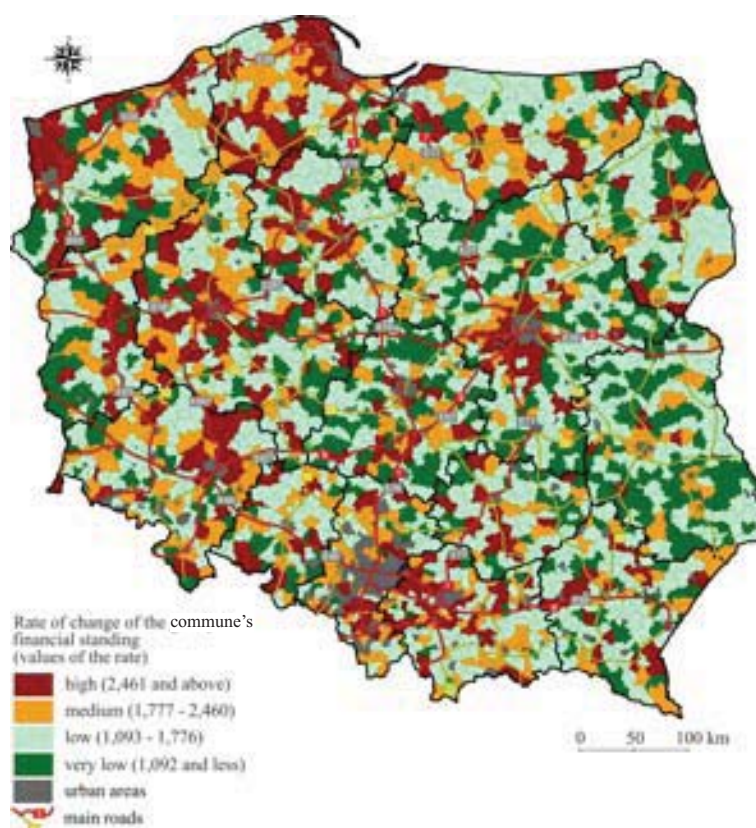 Rate of change of the commune's
financial standing
(values of the rate)
high (2,461 and above)
medium (1,777 - 2,460)
low (1,093 - 1,776)
very low (1,092 and less)
urban areas
main roads
0 50 100 km